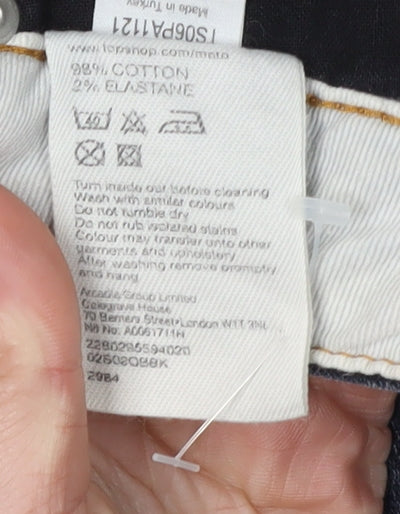 Made in Turkey
TS06PA1121
www.topshop.com/moto
98% COTTON
2% ELASTANE
40
Turn inside out before cleaning
Wash with similar colours
Do not tumble dry
Do not rub isolated stains
Colour may transfer onto other
garments and upholstery
After washing remove promptly
and hang
Arcadia Group Limited
Colegrave House
70 Berners Street-London W1T 3NL
NB No: A0061711H
2280285594020
02S02QBBK
2984